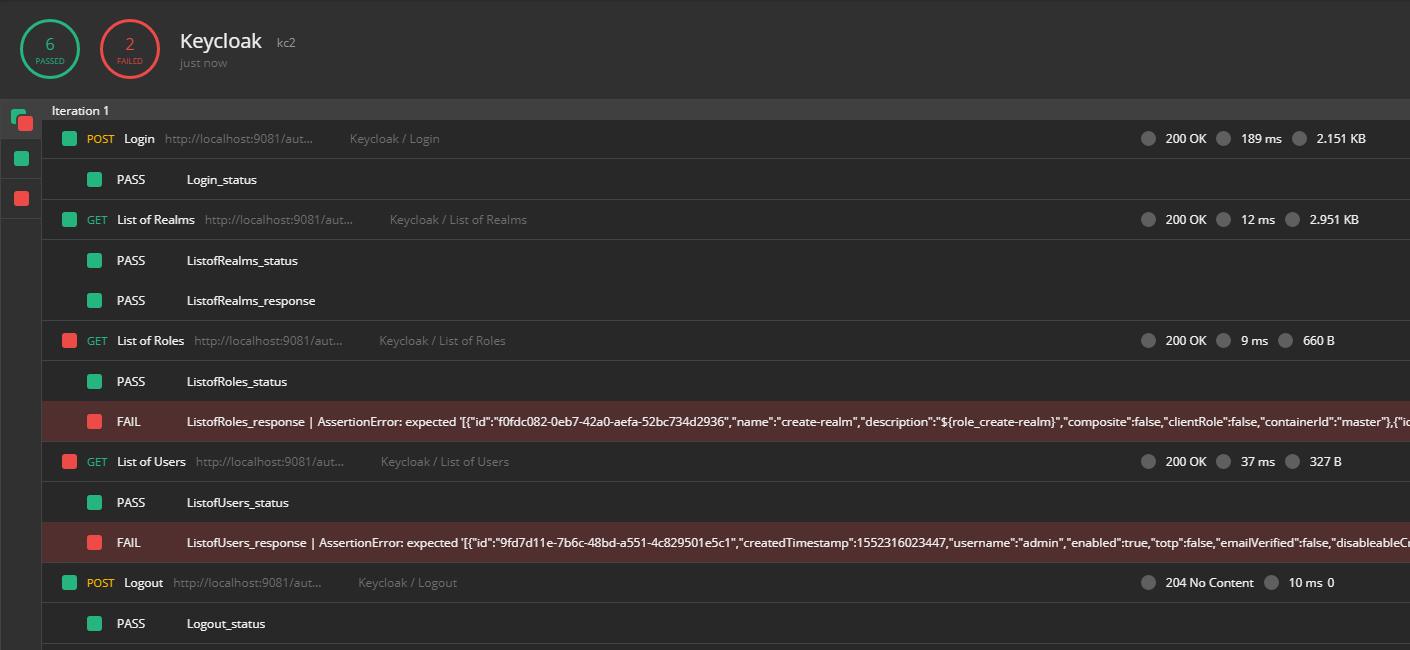 6 PASSED 2 FAILED Keycloak kc2
just now
Iteration 1
POST Login http://localhost:9081/aut... Keycloak / Login 200 OK 189 ms 2.151 KB
PASS Login_status
GET List of Realms http://localhost:9081/aut... Keycloak / List of Realms 200 OK 12 ms 2.951 KB
PASS ListofRealms_status
PASS ListofRealms_response
GET List of Roles http://localhost:9081/aut... Keycloak / List of Roles 200 OK 9 ms 660 B
PASS ListofRoles_status
FAIL ListofRoles_response | AssertionError: expected '[{"id":"f0fdc082-0eb7-42a0-aefa-52bc734d2936","name":"create-realm","description":"${role_create-realm}","composite":false,"clientRole":false,"containerId":"master"},{"id
GET List of Users http://localhost:9081/aut... Keycloak / List of Users 200 OK 37 ms 327 B
PASS ListofUsers_status
FAIL ListofUsers_response | AssertionError: expected '[{"id":"9fd7d11e-7b6c-48bd-a551-4c829501e5c1","createdTimestamp":1552316023447,"username":"admin","enabled":true,"totp":false,"emailVerified":false,"disableableCr
POST Logout http://localhost:9081/aut... Keycloak / Logout 204 No Content 10 ms 0
PASS Logout_status